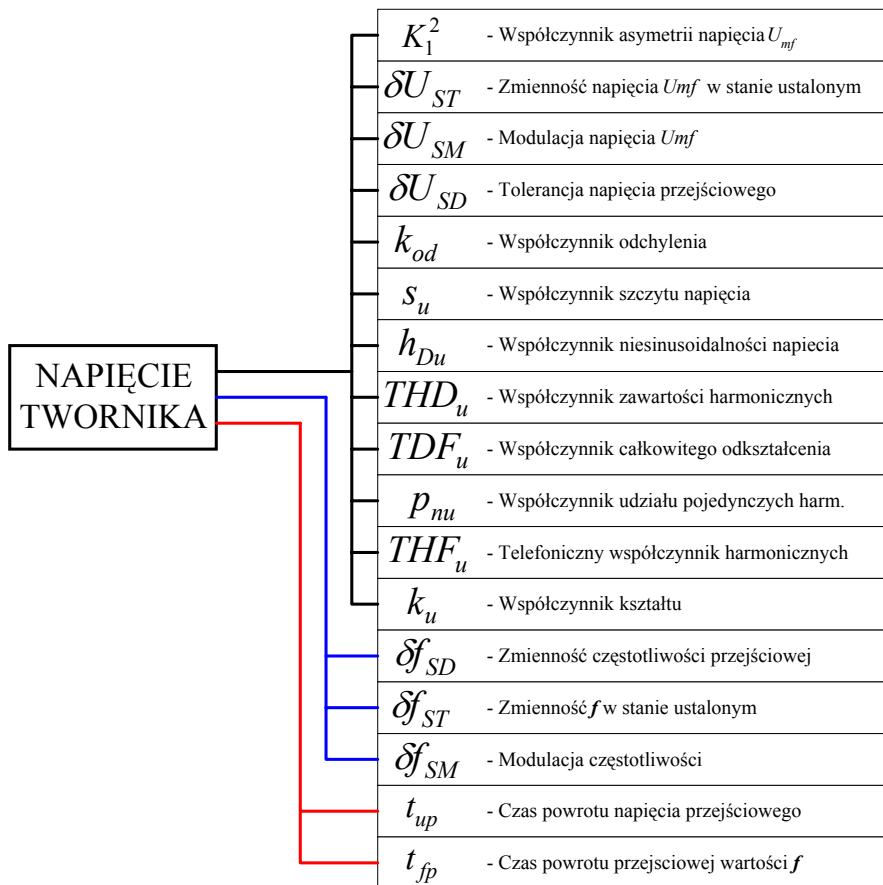 K₁² - Współczynnik asymetrii napięcia U_mf
δU_ST - Zmienność napięcia Umf w stanie ustalonym
δU_SM - Modulacja napięcia Umf
δU_SD - Tolerancja napięcia przejściowego
k_od - Współczynnik odchylenia
s_u - Współczynnik szczytu napięcia
h_Du - Współczynnik niesinusoidalności napiecia
NAPIĘCIE
TWORNIKA
THD_u - Współczynnik zawartości harmonicznych
TDF_u - Współczynnik całkowitego odkształcenia
p_nu - Współczynnik udziału pojedynczych harm.
THF_u - Telefoniczny współczynnik harmonicznych
k_u - Współczynnik kształtu
δf_SD - Zmienność częstotliwości przejściowej
δf_ST - Zmienność f w stanie ustalonym
δf_SM - Modulacja częstotliwości
t_up - Czas powrotu napięcia przejściowego
t_fp - Czas powrotu przejsciowej wartości f